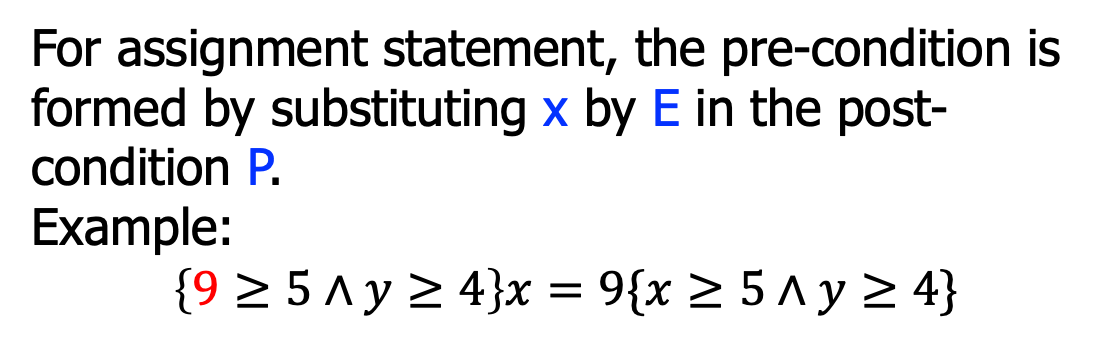 For assignment statement, the pre-condition is
formed by substituting x by E in the post-
condition P.
Example:
{9 ≥ 5 ∧ y ≥ 4}x = 9{x ≥ 5 ∧ y ≥ 4}